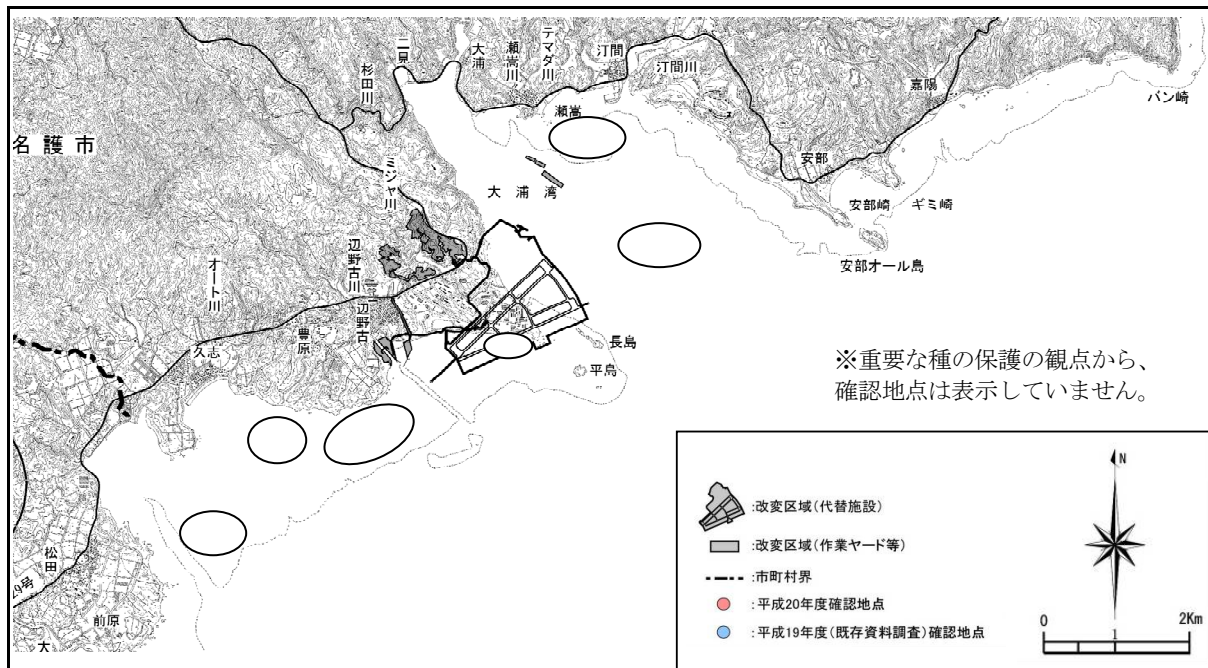 二見
大浦
瀬嵩川
テマダ川
汀間
杉田川
瀬嵩
汀間川
嘉陽
バン崎
名護市
ミジャ川
大浦湾
安部
安部崎
ギミ崎
安部オール島
辺野古川
オート川
久志
豊原
辺野古
長島
平島
※重要な種の保護の観点から、
確認地点は表示していません。
松田
29号
前原
大
:改変区域(代替施設)
:改変区域(作業ヤード等)
:市町村界
:平成20年度確認地点
:平成19年度(既存資料調査)確認地点
N
0 1 2Km